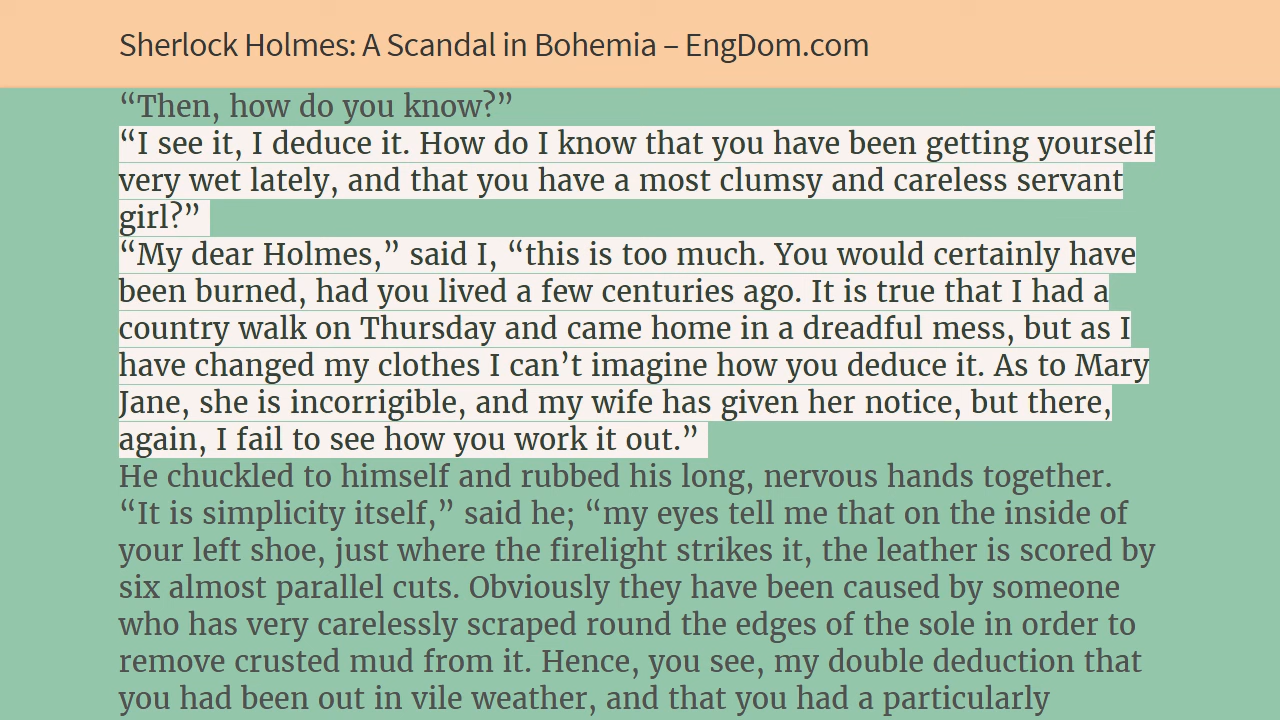 Sherlock Holmes: A Scandal in Bohemia – EngDom.com
“Then, how do you know?”
“I see it, I deduce it. How do I know that you have been getting yourself
very wet lately, and that you have a most clumsy and careless servant
girl?”
“My dear Holmes,” said I, “this is too much. You would certainly have
been burned, had you lived a few centuries ago. It is true that I had a
country walk on Thursday and came home in a dreadful mess, but as I
have changed my clothes I can’t imagine how you deduce it. As to Mary
Jane, she is incorrigible, and my wife has given her notice, but there,
again, I fail to see how you work it out.”
He chuckled to himself and rubbed his long, nervous hands together.
“It is simplicity itself,” said he; “my eyes tell me that on the inside of
your left shoe, just where the firelight strikes it, the leather is scored by
six almost parallel cuts. Obviously they have been caused by someone
who has very carelessly scraped round the edges of the sole in order to
remove crusted mud from it. Hence, you see, my double deduction that
you had been out in vile weather, and that you had a particularly